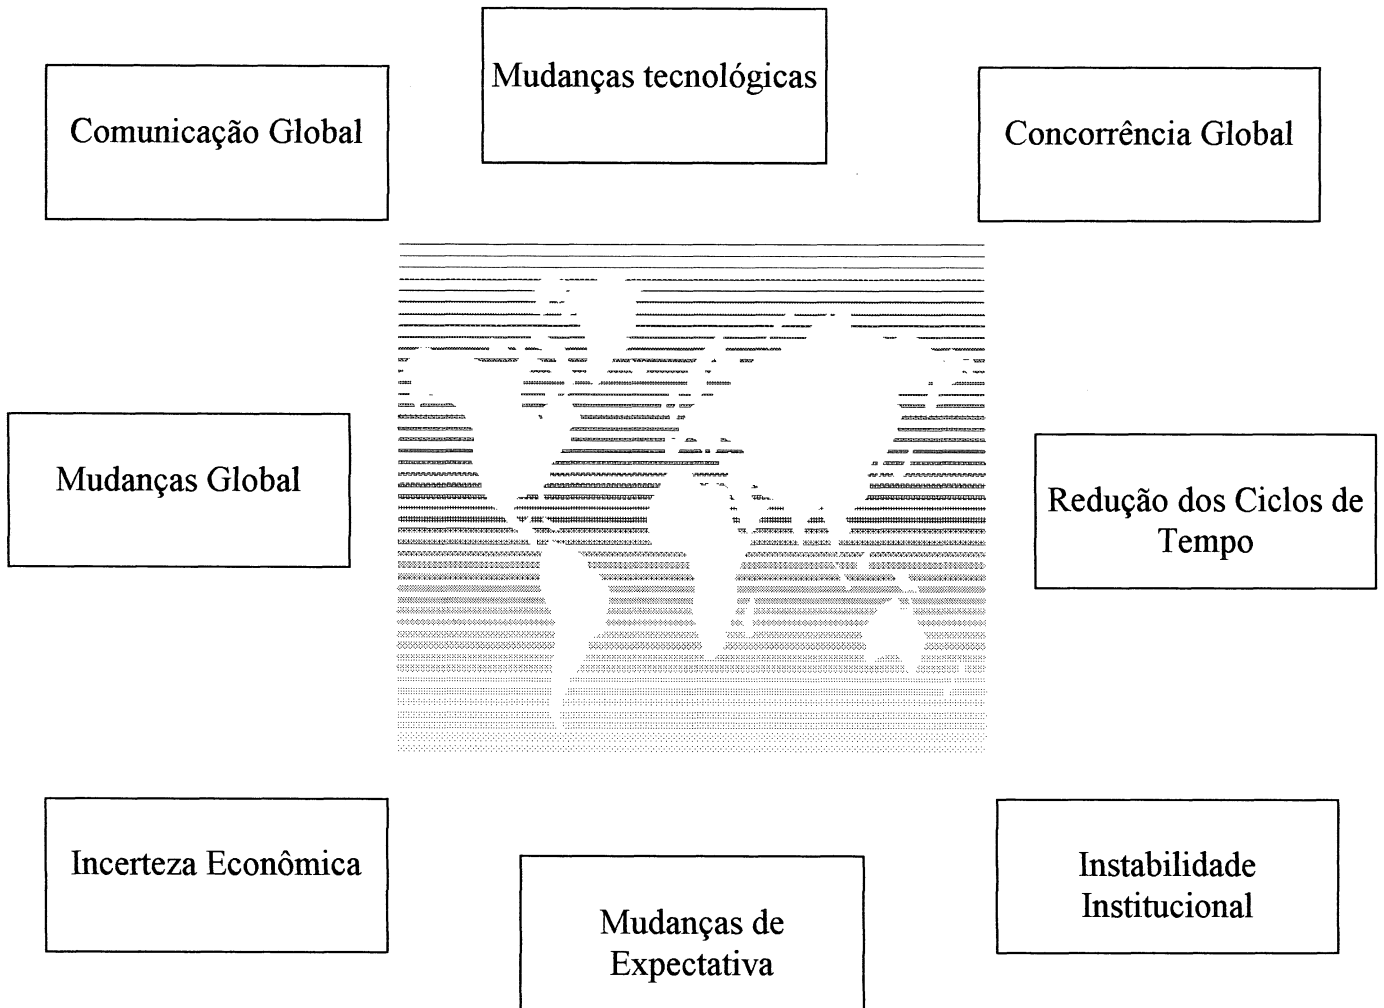 Mudanças tecnológicas
Comunicação Global
Concorrência Global
Mudanças Global
Redução dos Ciclos de
Tempo
Incerteza Econômica
Instabilidade
Institucional
Mudanças de
Expectativa